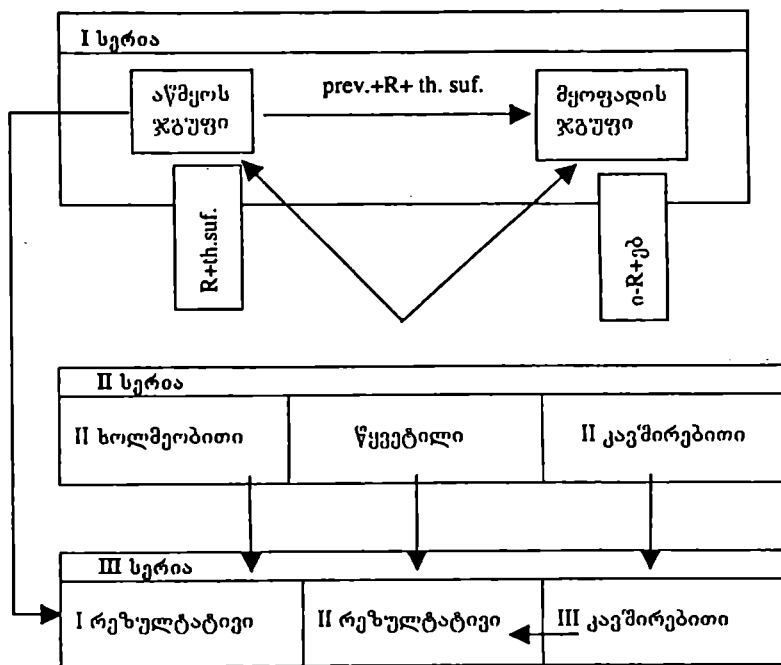 I სერია
აწმყოს
ჯგუფი
prev.+R+ th. suf.
მყოფადის
ჯგუფი
R+th.suf.
ი-R+ებ
II სერია
II ხოლმეობითი
წყვეტილი
II კავშირებითი
III სერია
I რეზულტატივი
II რეზულტატივი
III კავშირებითი